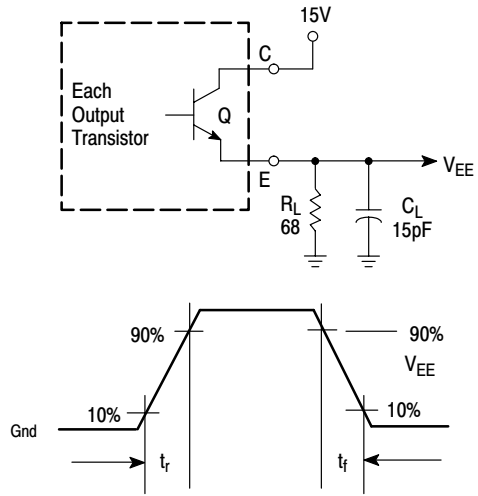 15V
C
Each
Output
Transistor
Q
E
V_EE
R_L
68
C_L
15pF
90%
90%
V_EE
10%
10%
Gnd
t_r
t_f